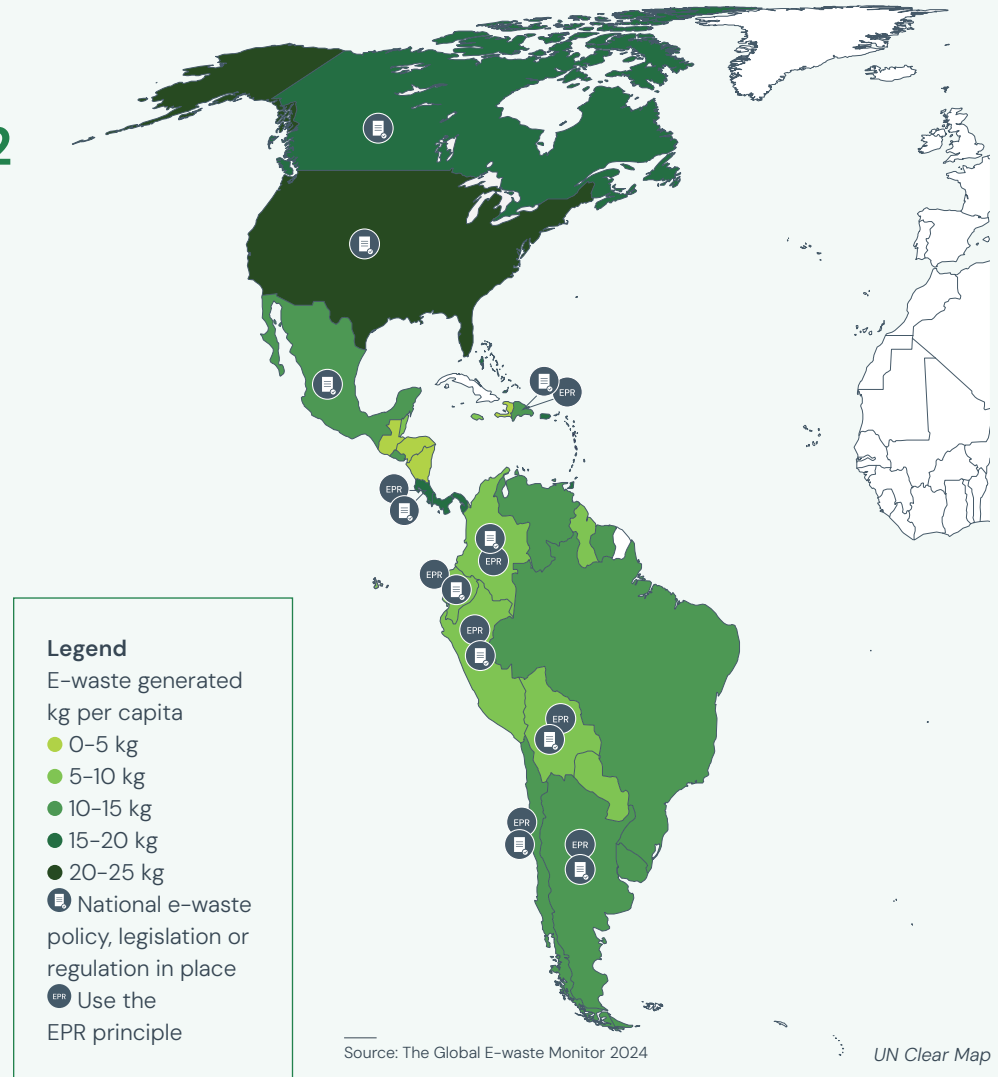 2
EPR
EPR
EPR
EPR
EPR
EPR
EPR
EPR
Legend
E-waste generated
kg per capita
0-5 kg
5-10 kg
10-15 kg
15-20 kg
20-25 kg
National e-waste
policy, legislation or
regulation in place
EPR Use the
EPR principle
Source: The Global E-waste Monitor 2024
UN Clear Map